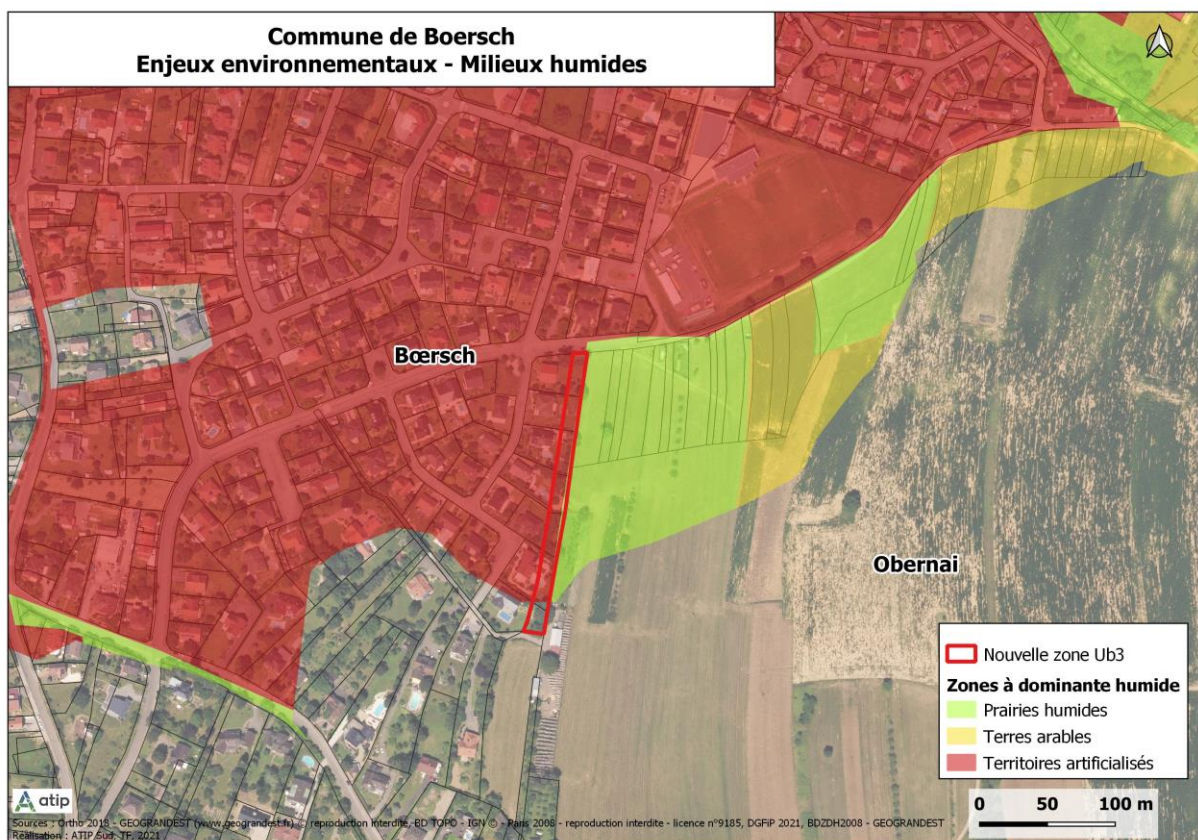 Commune de Boersch
Enjeux environnementaux - Milieux humides
Bœrsch
Obernai
Nouvelle zone Ub3
Zones à dominante humide
Prairies humides
Terres arables
Territoires artificialisés
0 50 100 m
atip
Sources : Ortho 2018 - GEOGRANDEST (www.geograndest.fr) © reproduction interdite, BD TOPO - IGN © - Paris 2008 - reproduction interdite - licence n°9185, DGFiP 2021, BDZDH2008 - GEOGRANDEST
Réalisation : ATIP Sud, TF, 2021